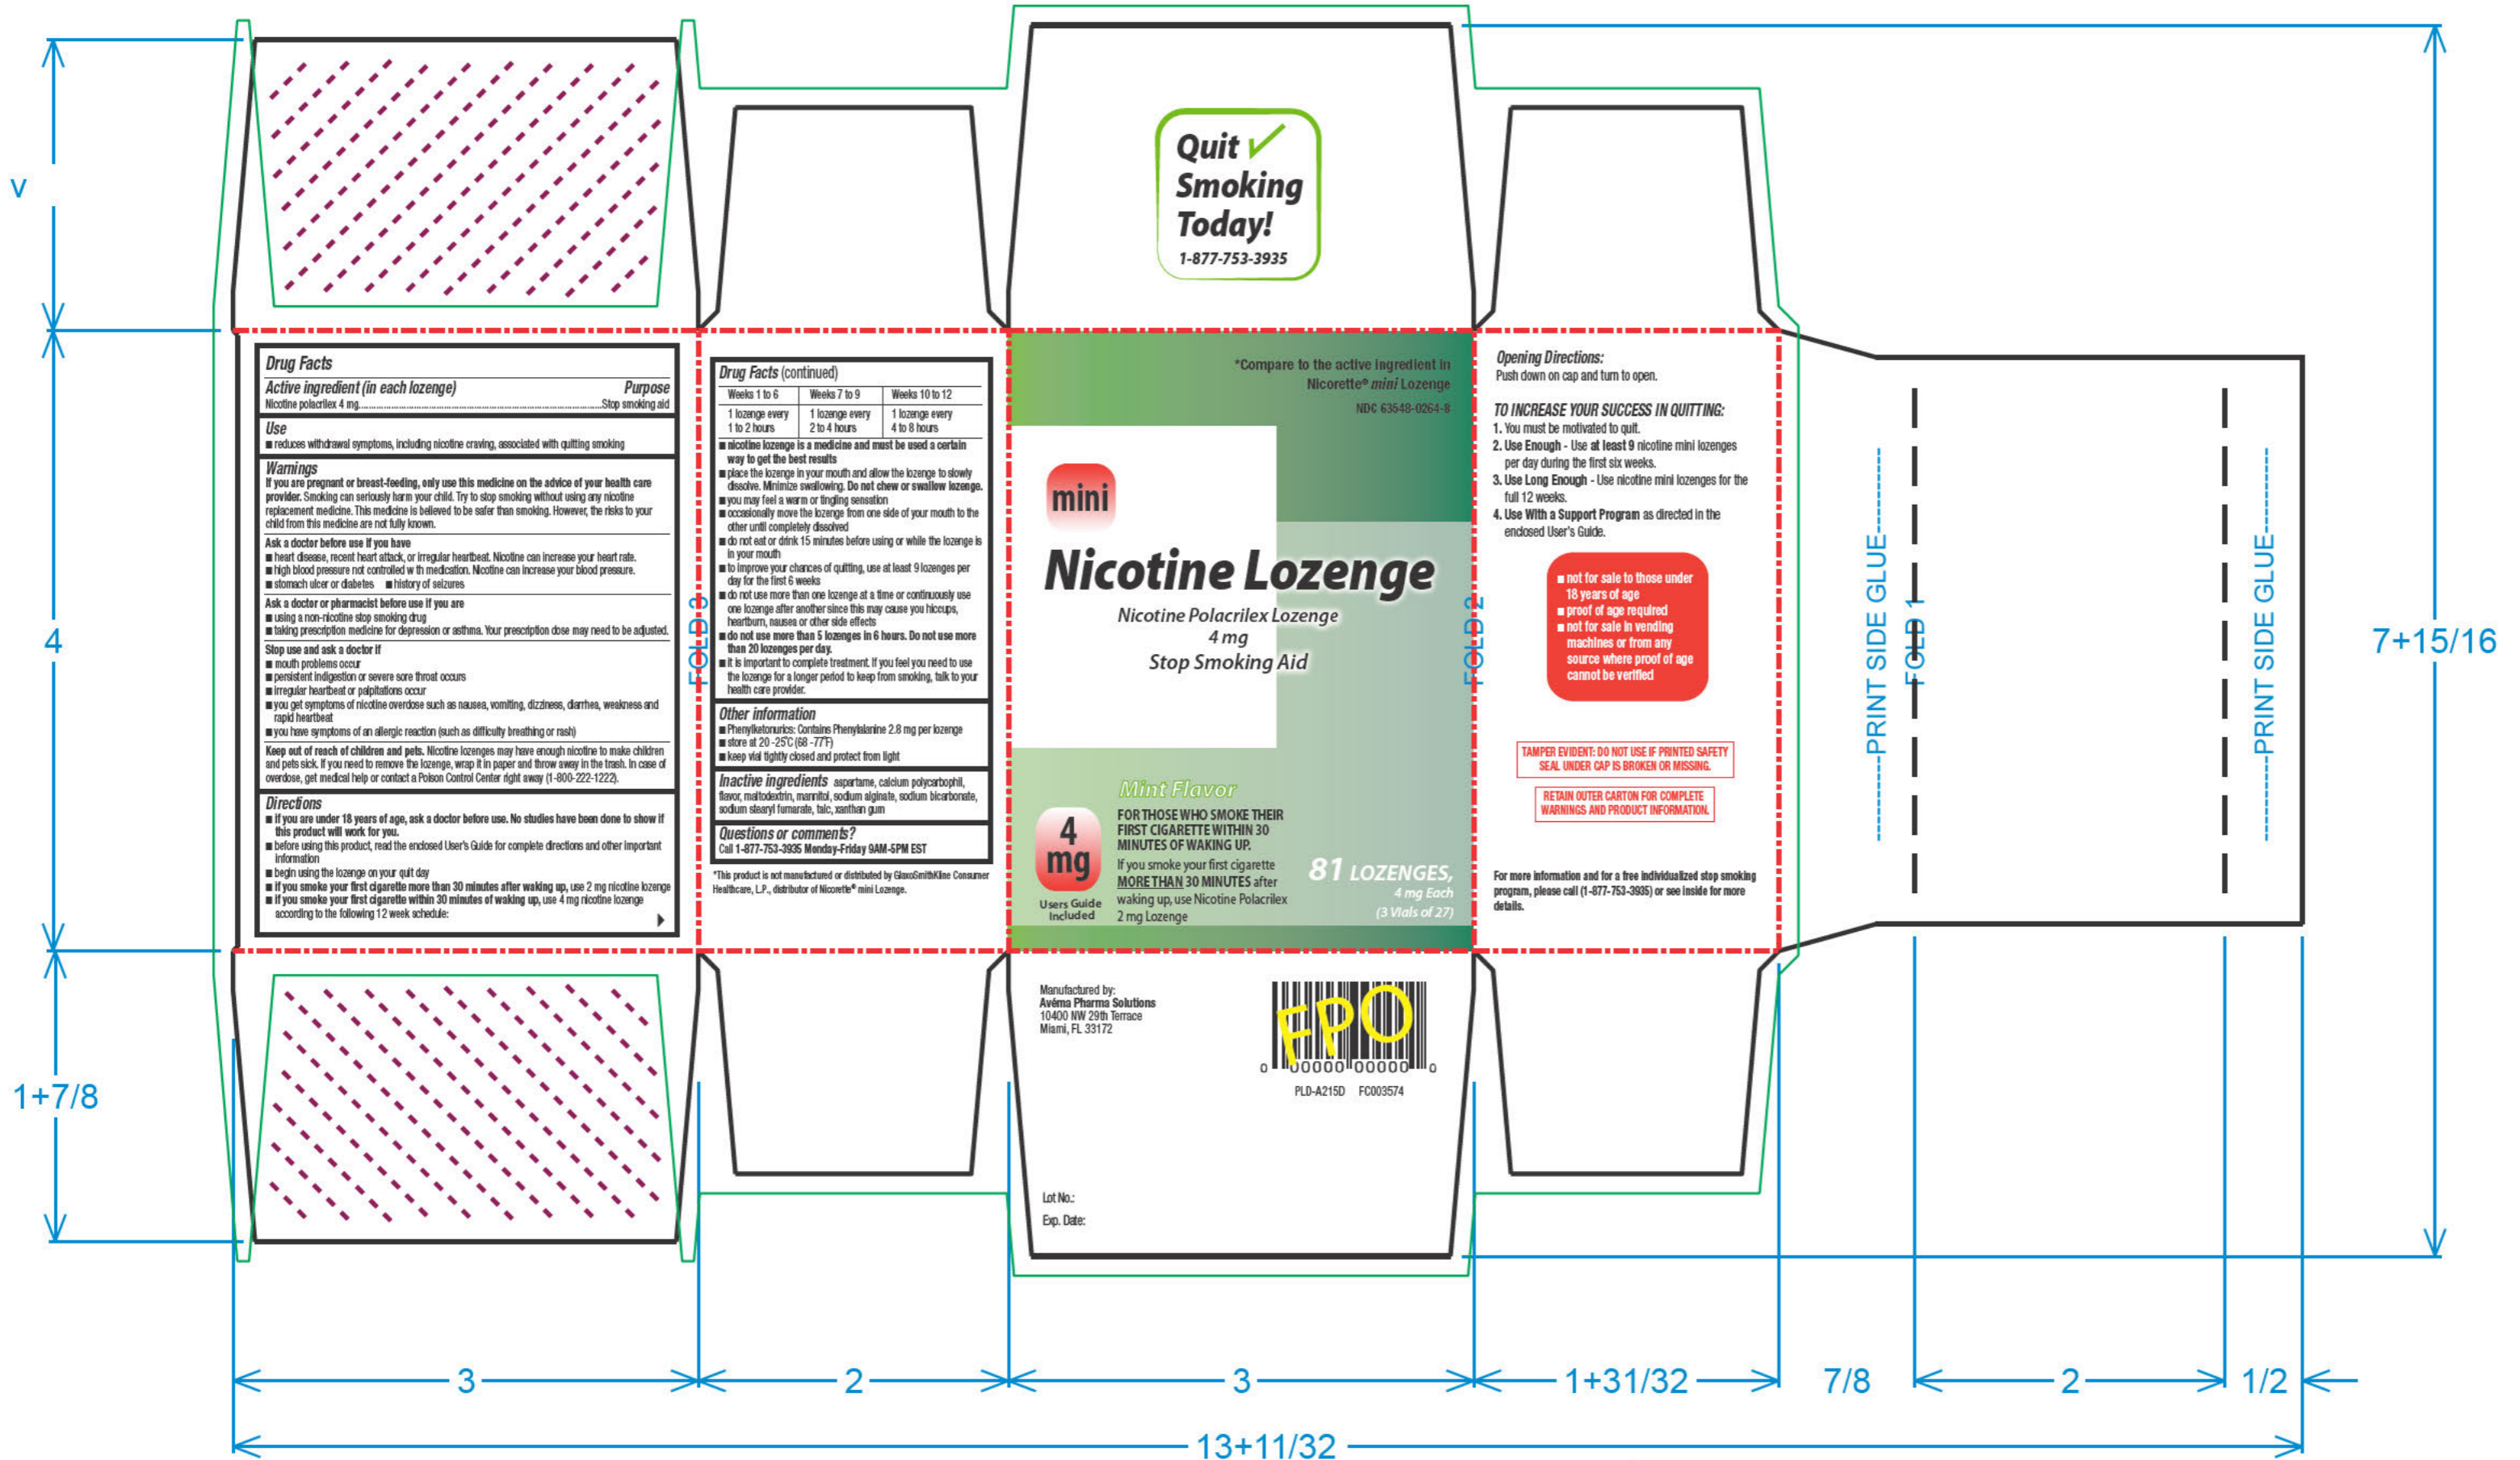 Quit ✓
Smoking
Today!
1-877-753-3935
Drug Facts
Active ingredient (in each lozenge) Purpose
Nicotine polacrilex 4 mg..........Stop smoking aid
Use
■ reduces withdrawal symptoms, including nicotine craving, associated with quitting smoking
Warnings
If you are pregnant or breast-feeding, only use this medicine on the advice of your health care
provider. Smoking can seriously harm your child. Try to stop smoking without using any nicotine
replacement medicine. This medicine is believed to be safer than smoking. However, the risks to your
child from this medicine are not fully known.
Ask a doctor before use if you have
■ heart disease, recent heart attack, or irregular heartbeat. Nicotine can increase your heart rate.
■ high blood pressure not controlled w th medication. Nicotine can increase your blood pressure.
■ stomach ulcer or diabetes ■ history of seizures
Ask a doctor or pharmacist before use if you are
■ using a non-nicotine stop smoking drug
■ taking prescription medicine for depression or asthma. Your prescription dose may need to be adjusted.
Stop use and ask a doctor if
■ mouth problems occur
■ persistent indigestion or severe sore throat occurs
■ irregular heartbeat or palpitations occur
■ you get symptoms of nicotine overdose such as nausea, vomiting, dizziness, diarrhea, weakness and
rapid heartbeat
■ you have symptoms of an allergic reaction (such as difficulty breathing or rash)
Keep out of reach of children and pets. Nicotine lozenges may have enough nicotine to make children
and pets sick. If you need to remove the lozenge, wrap it in paper and throw away in the trash. In case of
overdose, get medical help or contact a Poison Control Center right away (1-800-222-1222).
Directions
■ if you are under 18 years of age, ask a doctor before use. No studies have been done to show if
this product will work for you.
■ before using this product, read the enclosed User's Guide for complete directions and other important
information
■ begin using the lozenge on your quit day
■ if you smoke your first cigarette more than 30 minutes after waking up, use 2 mg nicotine lozenge
■ if you smoke your first cigarette within 30 minutes of waking up, use 4 mg nicotine lozenge
according to the following 12 week schedule:
FOLD 3
Drug Facts (continued)
Weeks 1 to 6 Weeks 7 to 9 Weeks 10 to 12
1 lozenge every 1 lozenge every 1 lozenge every
1 to 2 hours 2 to 4 hours 4 to 8 hours
■ nicotine lozenge is a medicine and must be used a certain
way to get the best results
■ place the lozenge in your mouth and allow the lozenge to slowly
dissolve. Minimize swallowing. Do not chew or swallow lozenge.
■ you may feel a warm or tingling sensation
■ occasionally move the lozenge from one side of your mouth to the
other until completely dissolved
■ do not eat or drink 15 minutes before using or while the lozenge is
in your mouth
■ to improve your chances of quitting, use at least 9 lozenges per
day for the first 6 weeks
■ do not use more than one lozenge at a time or continuously use
one lozenge after another since this may cause you hiccups,
heartburn, nausea or other side effects
■ do not use more than 5 lozenges in 6 hours. Do not use more
than 20 lozenges per day.
■ it is important to complete treatment. If you feel you need to use
the lozenge for a longer period to keep from smoking, talk to your
health care provider.
Other information
■ Phenylketonurics: Contains Phenylalanine 2.8 mg per lozenge
■ store at 20 -25˚C (68 -77˚F)
■ keep vial tightly closed and protect from light
Inactive ingredients aspartame, calcium polycarbophil,
flavor, maltodextrin, mannitol, sodium alginate, sodium bicarbonate,
sodium stearyl fumarate, talc, xanthan gum
Questions or comments?
Call 1-877-753-3935 Monday-Friday 9AM-5PM EST
*This product is not manufactured or distributed by GlaxoSmithKline Consumer
Healthcare, L.P., distributor of Nicorette® mini Lozenge.
*Compare to the active ingredient in
Nicorette® mini Lozenge
NDC 63548-0264-8
mini
Nicotine Lozenge
Nicotine Polacrilex Lozenge
4 mg
Stop Smoking Aid
Mint Flavor
4
mg
Users Guide
Included
FOR THOSE WHO SMOKE THEIR
FIRST CIGARETTE WITHIN 30
MINUTES OF WAKING UP.
If you smoke your first cigarette
MORE THAN 30 MINUTES after
waking up, use Nicotine Polacrilex
2 mg Lozenge
81 LOZENGES,
4 mg Each
(3 Vials of 27)
FOLD 2
Opening Directions:
Push down on cap and turn to open.
TO INCREASE YOUR SUCCESS IN QUITTING:
1. You must be motivated to quit.
2. Use Enough - Use at least 9 nicotine mini lozenges
per day during the first six weeks.
3. Use Long Enough - Use nicotine mini lozenges for the
full 12 weeks.
4. Use With a Support Program as directed in the
enclosed User's Guide.
■ not for sale to those under
18 years of age
■ proof of age required
■ not for sale in vending
machines or from any
source where proof of age
cannot be verified
TAMPER EVIDENT: DO NOT USE IF PRINTED SAFETY
SEAL UNDER CAP IS BROKEN OR MISSING.
RETAIN OUTER CARTON FOR COMPLETE
WARNINGS AND PRODUCT INFORMATION.
For more information and for a free individualized stop smoking
program, please call (1-877-753-3935) or see inside for more
details.
PRINT SIDE GLUE
FOLD 1
PRINT SIDE GLUE
Manufactured by:
Avéma Pharma Solutions
10400 NW 29th Terrace
Miami, FL 33172
FPO
0 00000 00000 0
PLD-A215D FC003574
Lot No.:
Exp. Date:
V
4
1+7/8
7+15/16
3
2
3
1+31/32
7/8
2
1/2
13+11/32